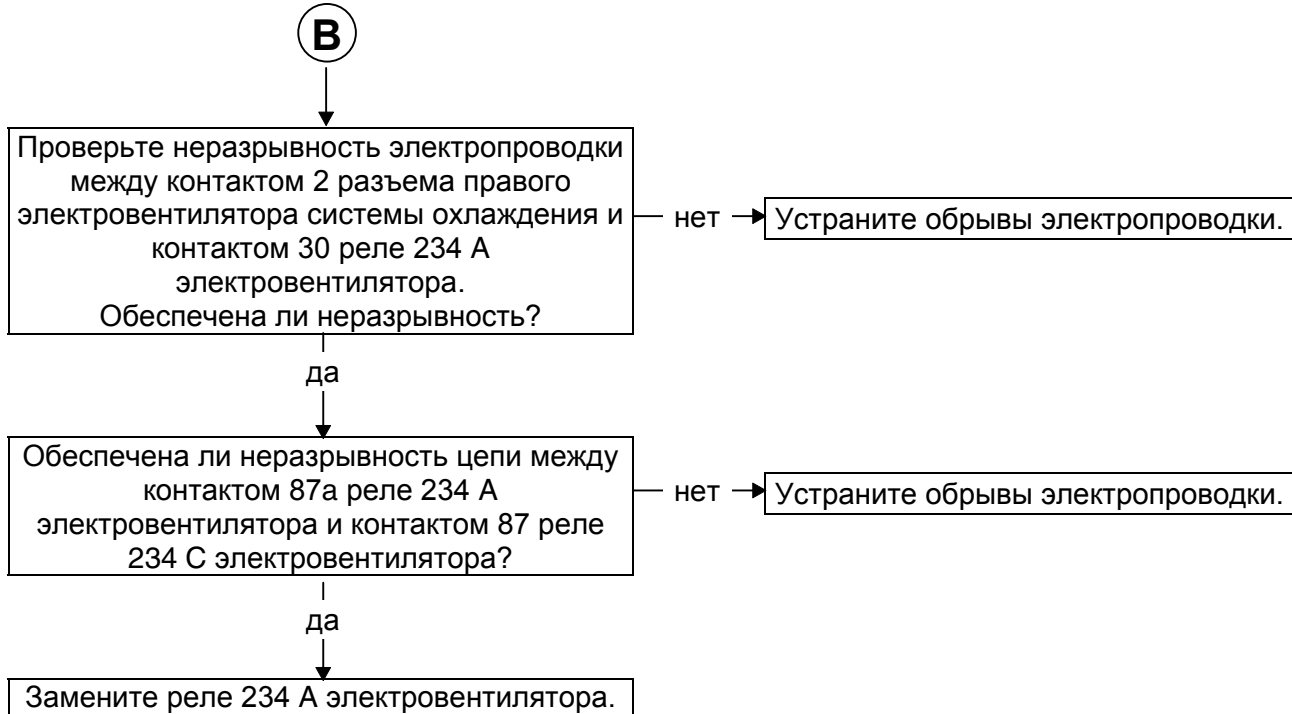 B
Проверьте неразрывность электропроводки
между контактом 2 разъема правого
электровентилятора системы охлаждения и
контактом 30 реле 234 А
электровентилятора.
Обеспечена ли неразрывность?
нет
Устраните обрывы электропроводки.
да
Обеспечена ли неразрывность цепи между
контактом 87а реле 234 А
электровентилятора и контактом 87 реле
234 С электровентилятора?
нет
Устраните обрывы электропроводки.
да
Замените реле 234 А электровентилятора.